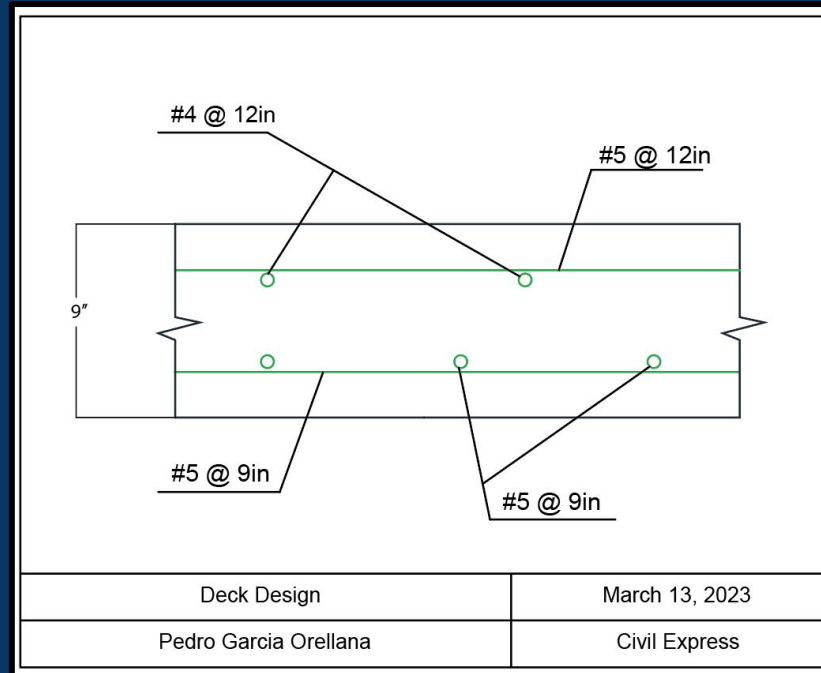 #4 @ 12in
#5 @ 12in
9"
#5 @ 9in
#5 @ 9in
Deck Design
March 13, 2023
Pedro Garcia Orellana
Civil Express